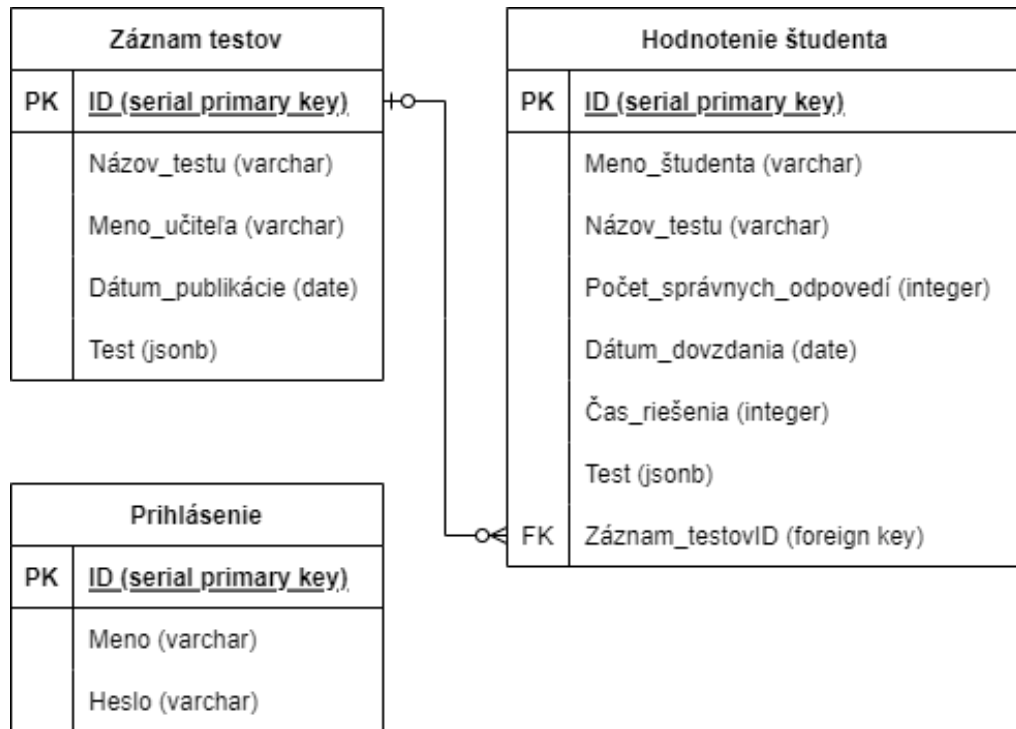 Záznam testov
PK ID (serial primary key)
Názov_testu (varchar)
Meno_učiteľa (varchar)
Dátum_publikácie (date)
Test (jsonb)
Hodnotenie študenta
PK ID (serial primary key)
Meno_študenta (varchar)
Názov_testu (varchar)
Počet_správnych_odpovedí (integer)
Dátum_dovzdania (date)
Čas_riešenia (integer)
Test (jsonb)
FK Záznam_testovID (foreign key)
Prihlásenie
PK ID (serial primary key)
Meno (varchar)
Heslo (varchar)